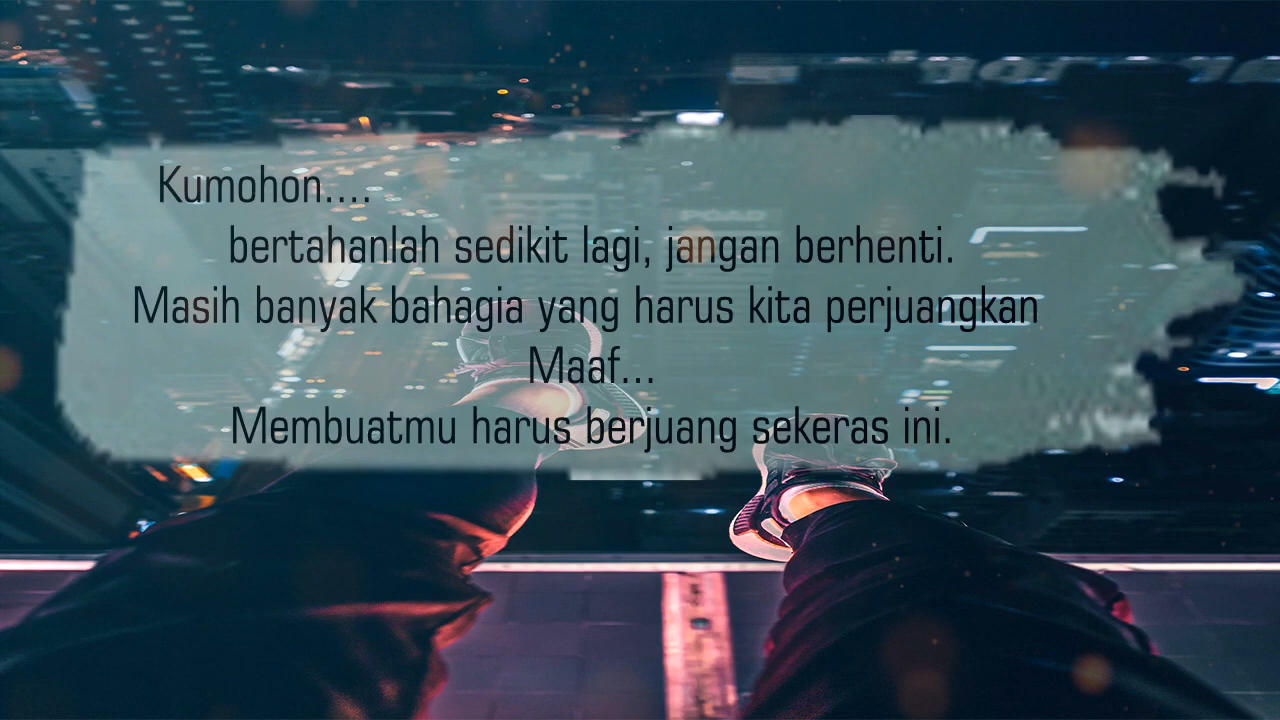 Kumohon....
bertahanlah sedikit lagi, jangan berhenti.
Masih banyak bahagia yang harus kita perjuangkan
Maaf...
Membuatmu harus berjuang sekeras ini.